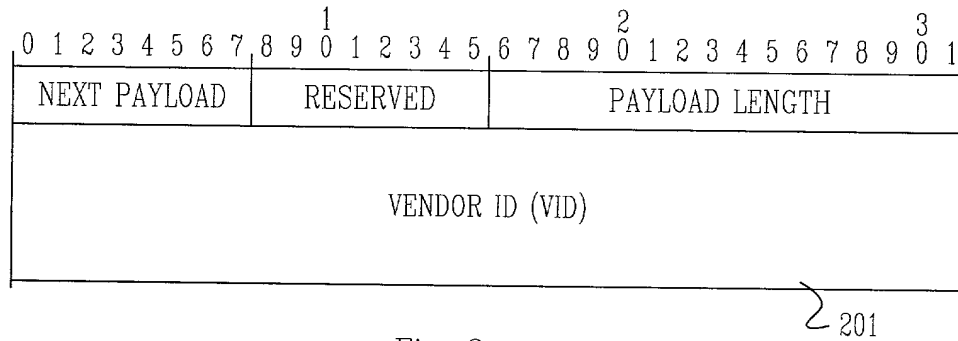 1 2 3
0 1 2 3 4 5 6 7 8 9 0 1 2 3 4 5 6 7 8 9 0 1 2 3 4 5 6 7 8 9 0 1
NEXT PAYLOAD RESERVED PAYLOAD LENGTH
VENDOR ID (VID)
201